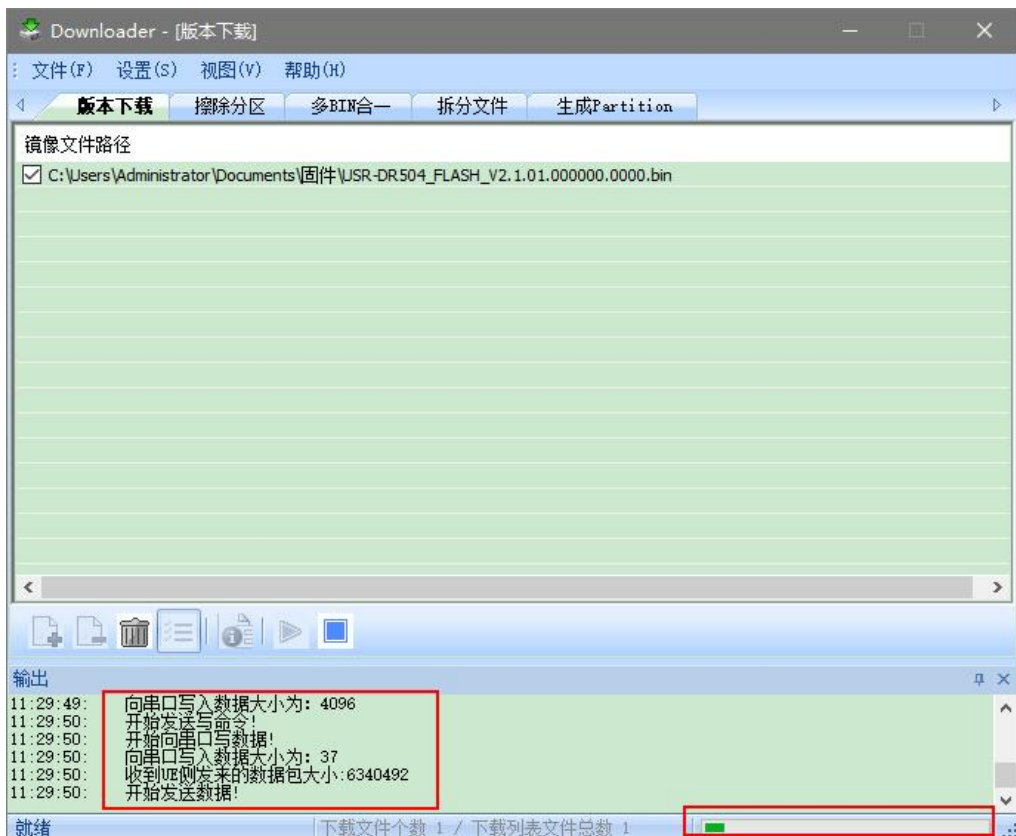 Downloader - [版本下载]
文件(F) 设置(S) 视图(V) 帮助(H)
版本下载 擦除分区 多BIN合一 拆分文件 生成Partition
镜像文件路径
C:\Users\Administrator\Documents\固件\USR-DR504_FLASH_V2.1.01.000000.0000.bin
输出
11:29:49: 向串口写入数据大小为: 4096
11:29:50: 开始发送写命令!
11:29:50: 开始向串口写数据!
11:29:50: 向串口写入数据大小为: 37
11:29:50: 收到UE侧发来的数据包大小:6340492
11:29:50: 开始发送数据!
就绪 下载文件个数 1 / 下载列表文件总数 1